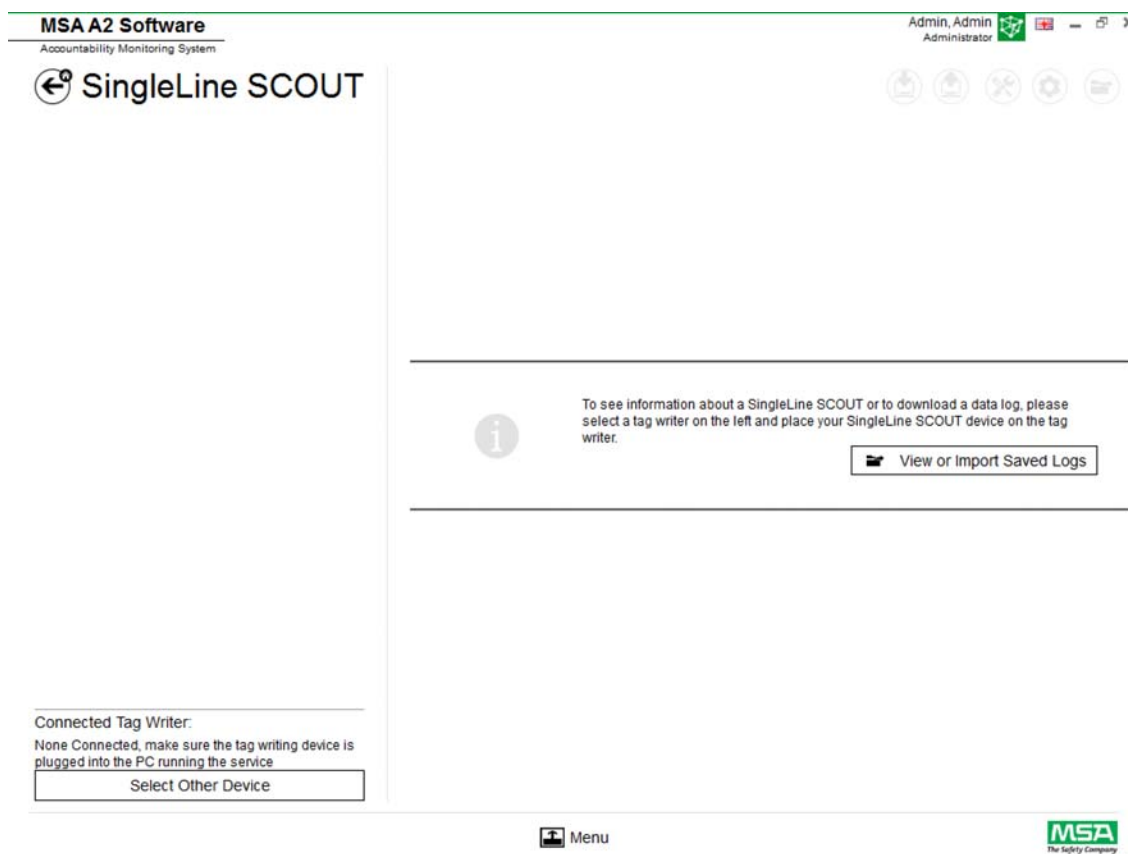 MSA A2 Software
Accountability Monitoring System
Admin, Admin
Administrator
SingleLine SCOUT
To see information about a SingleLine SCOUT or to download a data log, please
select a tag writer on the left and place your SingleLine SCOUT device on the tag
writer.
View or Import Saved Logs
Connected Tag Writer:
None Connected, make sure the tag writing device is
plugged into the PC running the service
Select Other Device
Menu
MSA
The Safety Company